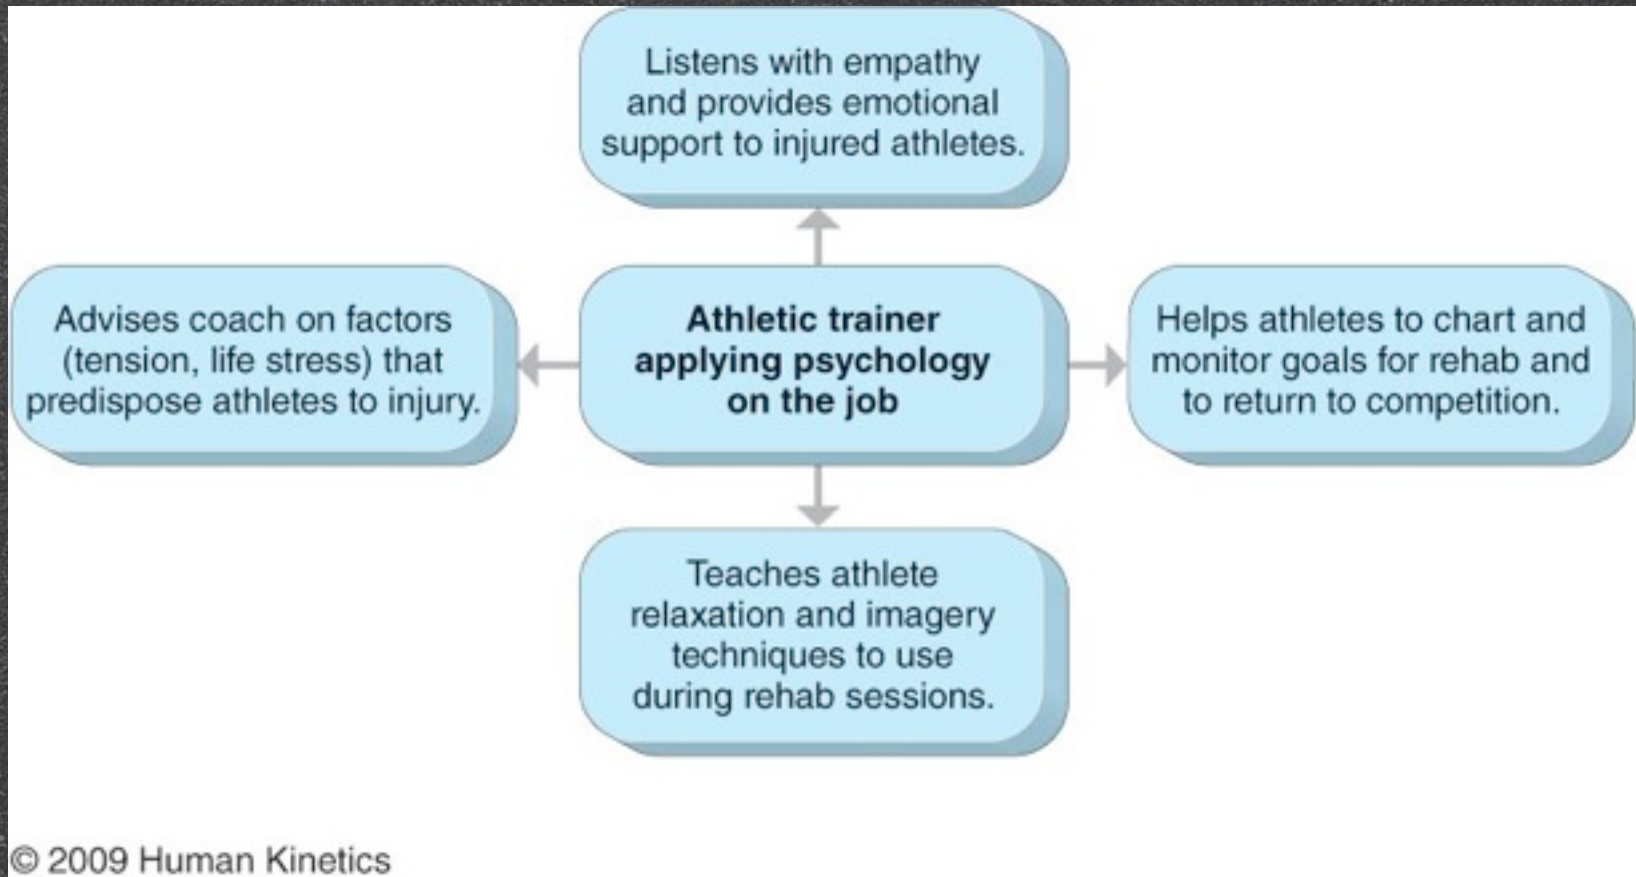 Listens with empathy
and provides emotional
support to injured athletes.
Advises coach on factors
(tension, life stress) that
predispose athletes to injury.
Athletic trainer
applying psychology
on the job
Helps athletes to chart and
monitor goals for rehab and
to return to competition.
Teaches athlete
relaxation and imagery
techniques to use
during rehab sessions.
© 2009 Human Kinetics